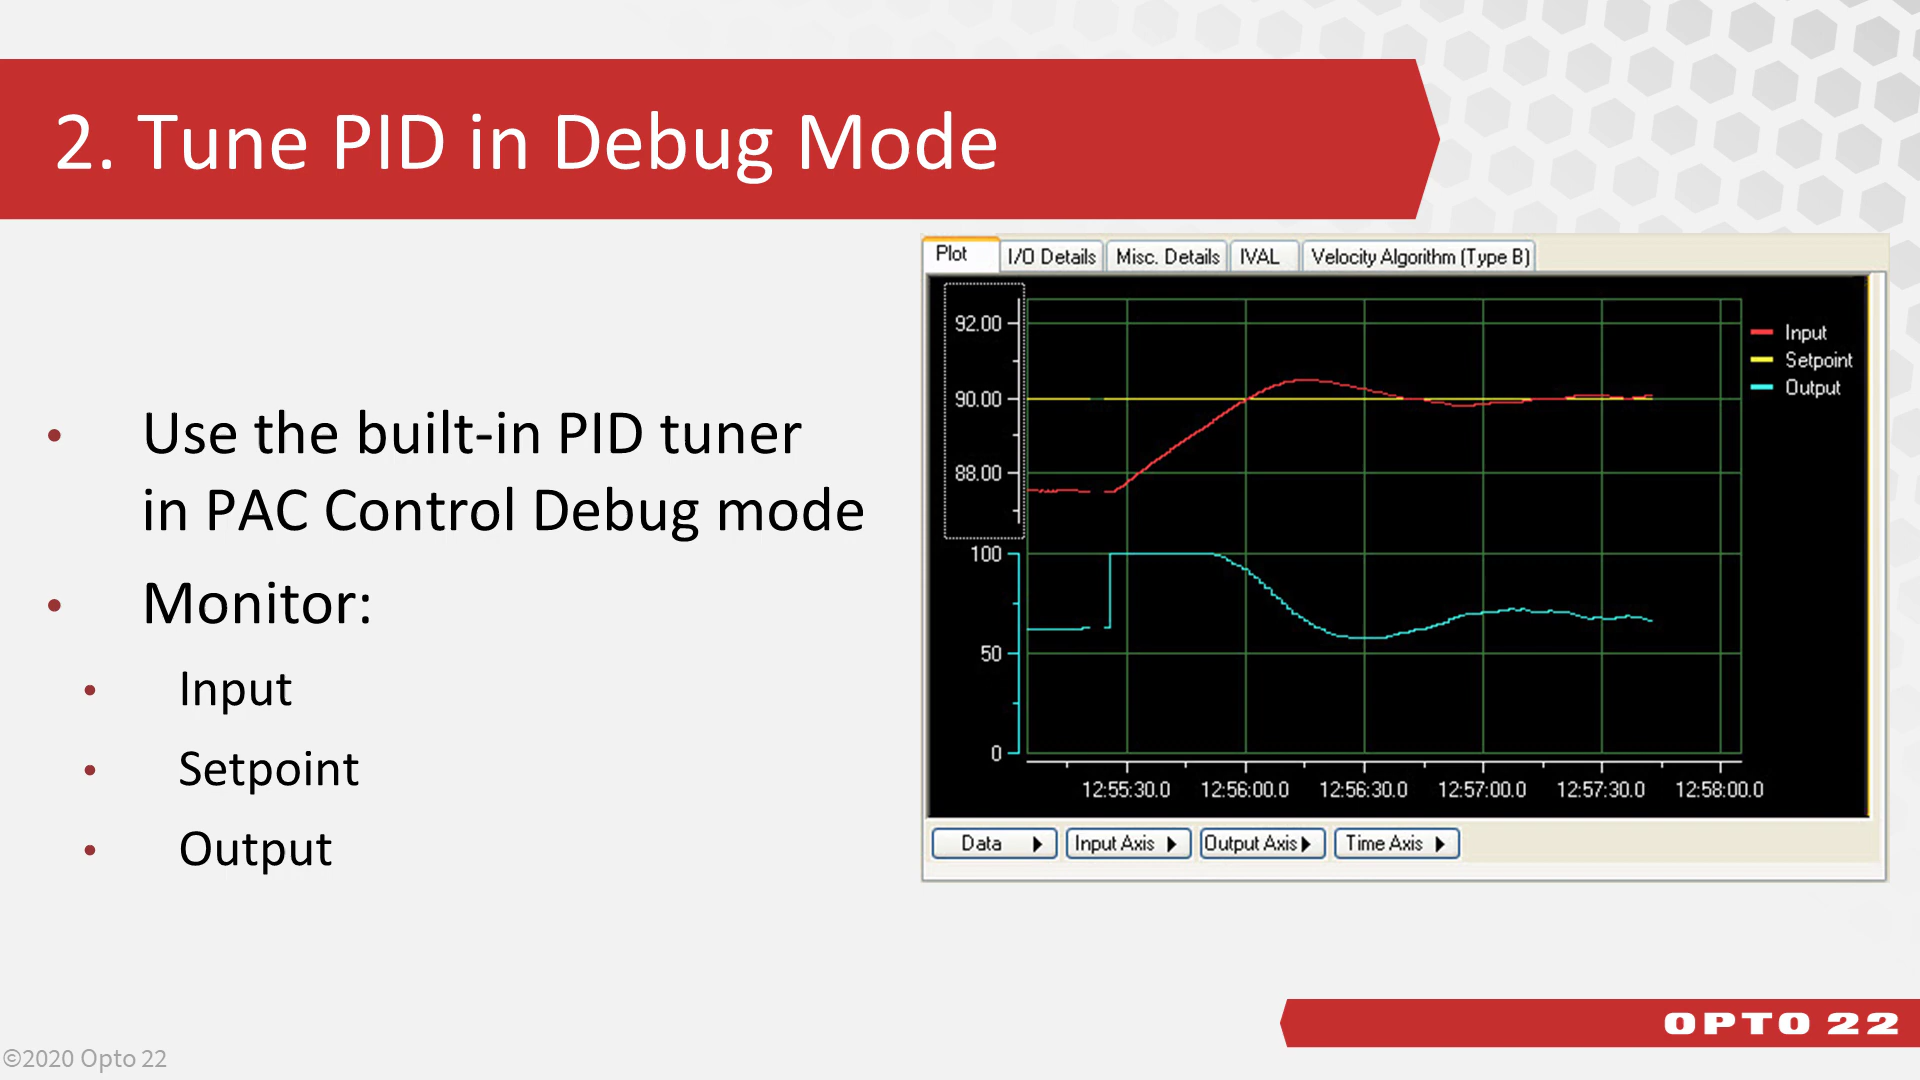 2. Tune PID in Debug Mode
• Use the built-in PID tuner
in PAC Control Debug mode
• Monitor:
• Input
• Setpoint
• Output
Plot I/O Details Misc. Details IVAL Velocity Algorithm (Type B)
92.00
90.00
88.00
100
50
0
Input
Setpoint
Output
12:55:30.0 12:56:00.0 12:56:30.0 12:57:00.0 12:57:30.0 12:58:00.0
Data Input Axis Output Axis Time Axis
OPTO 22
©2020 Opto 22